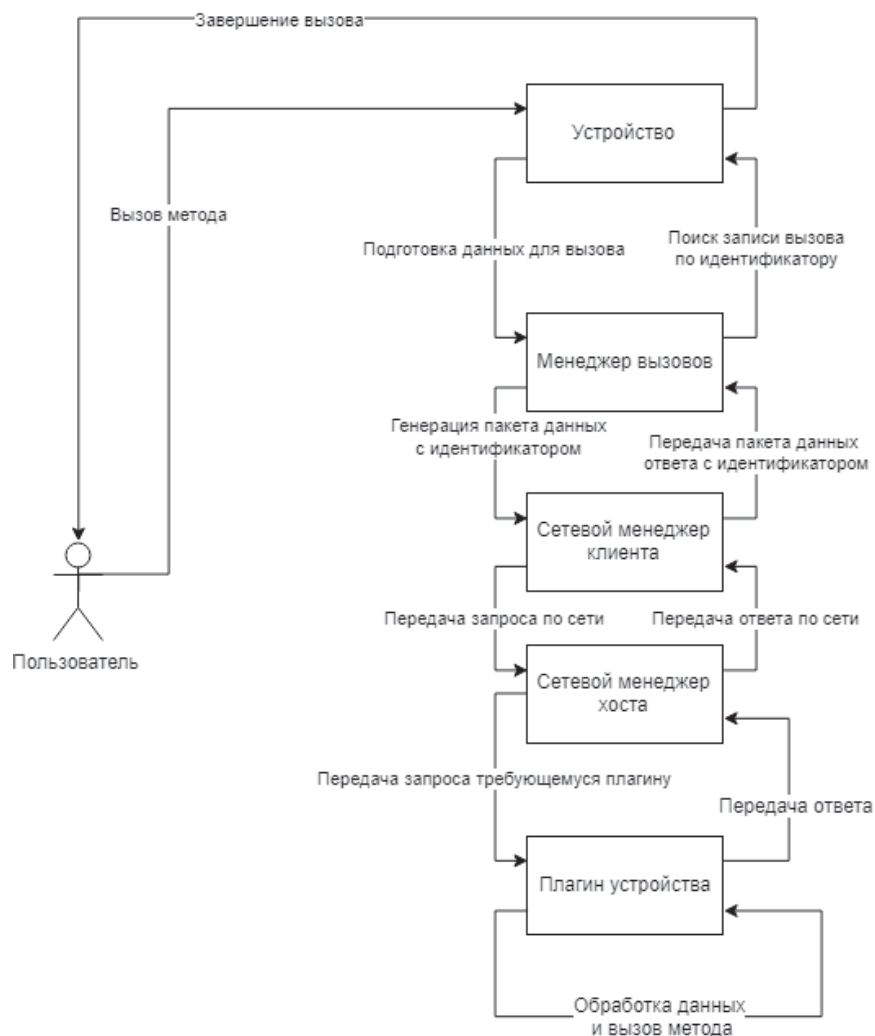 Завершение вызова
Устройство
Вызов метода
Подготовка данных для вызова
Поиск записи вызова
по идентификатору
Менеджер вызовов
Генерация пакета данных
с идентификатором
Передача пакета данных
ответа с идентификатором
Сетевой менеджер
клиента
Передача запроса по сети
Передача ответа по сети
Пользователь
Сетевой менеджер
хоста
Передача запроса требующемуся плагину
Передача ответа
Плагин устройства
Обработка данных
и вызов метода